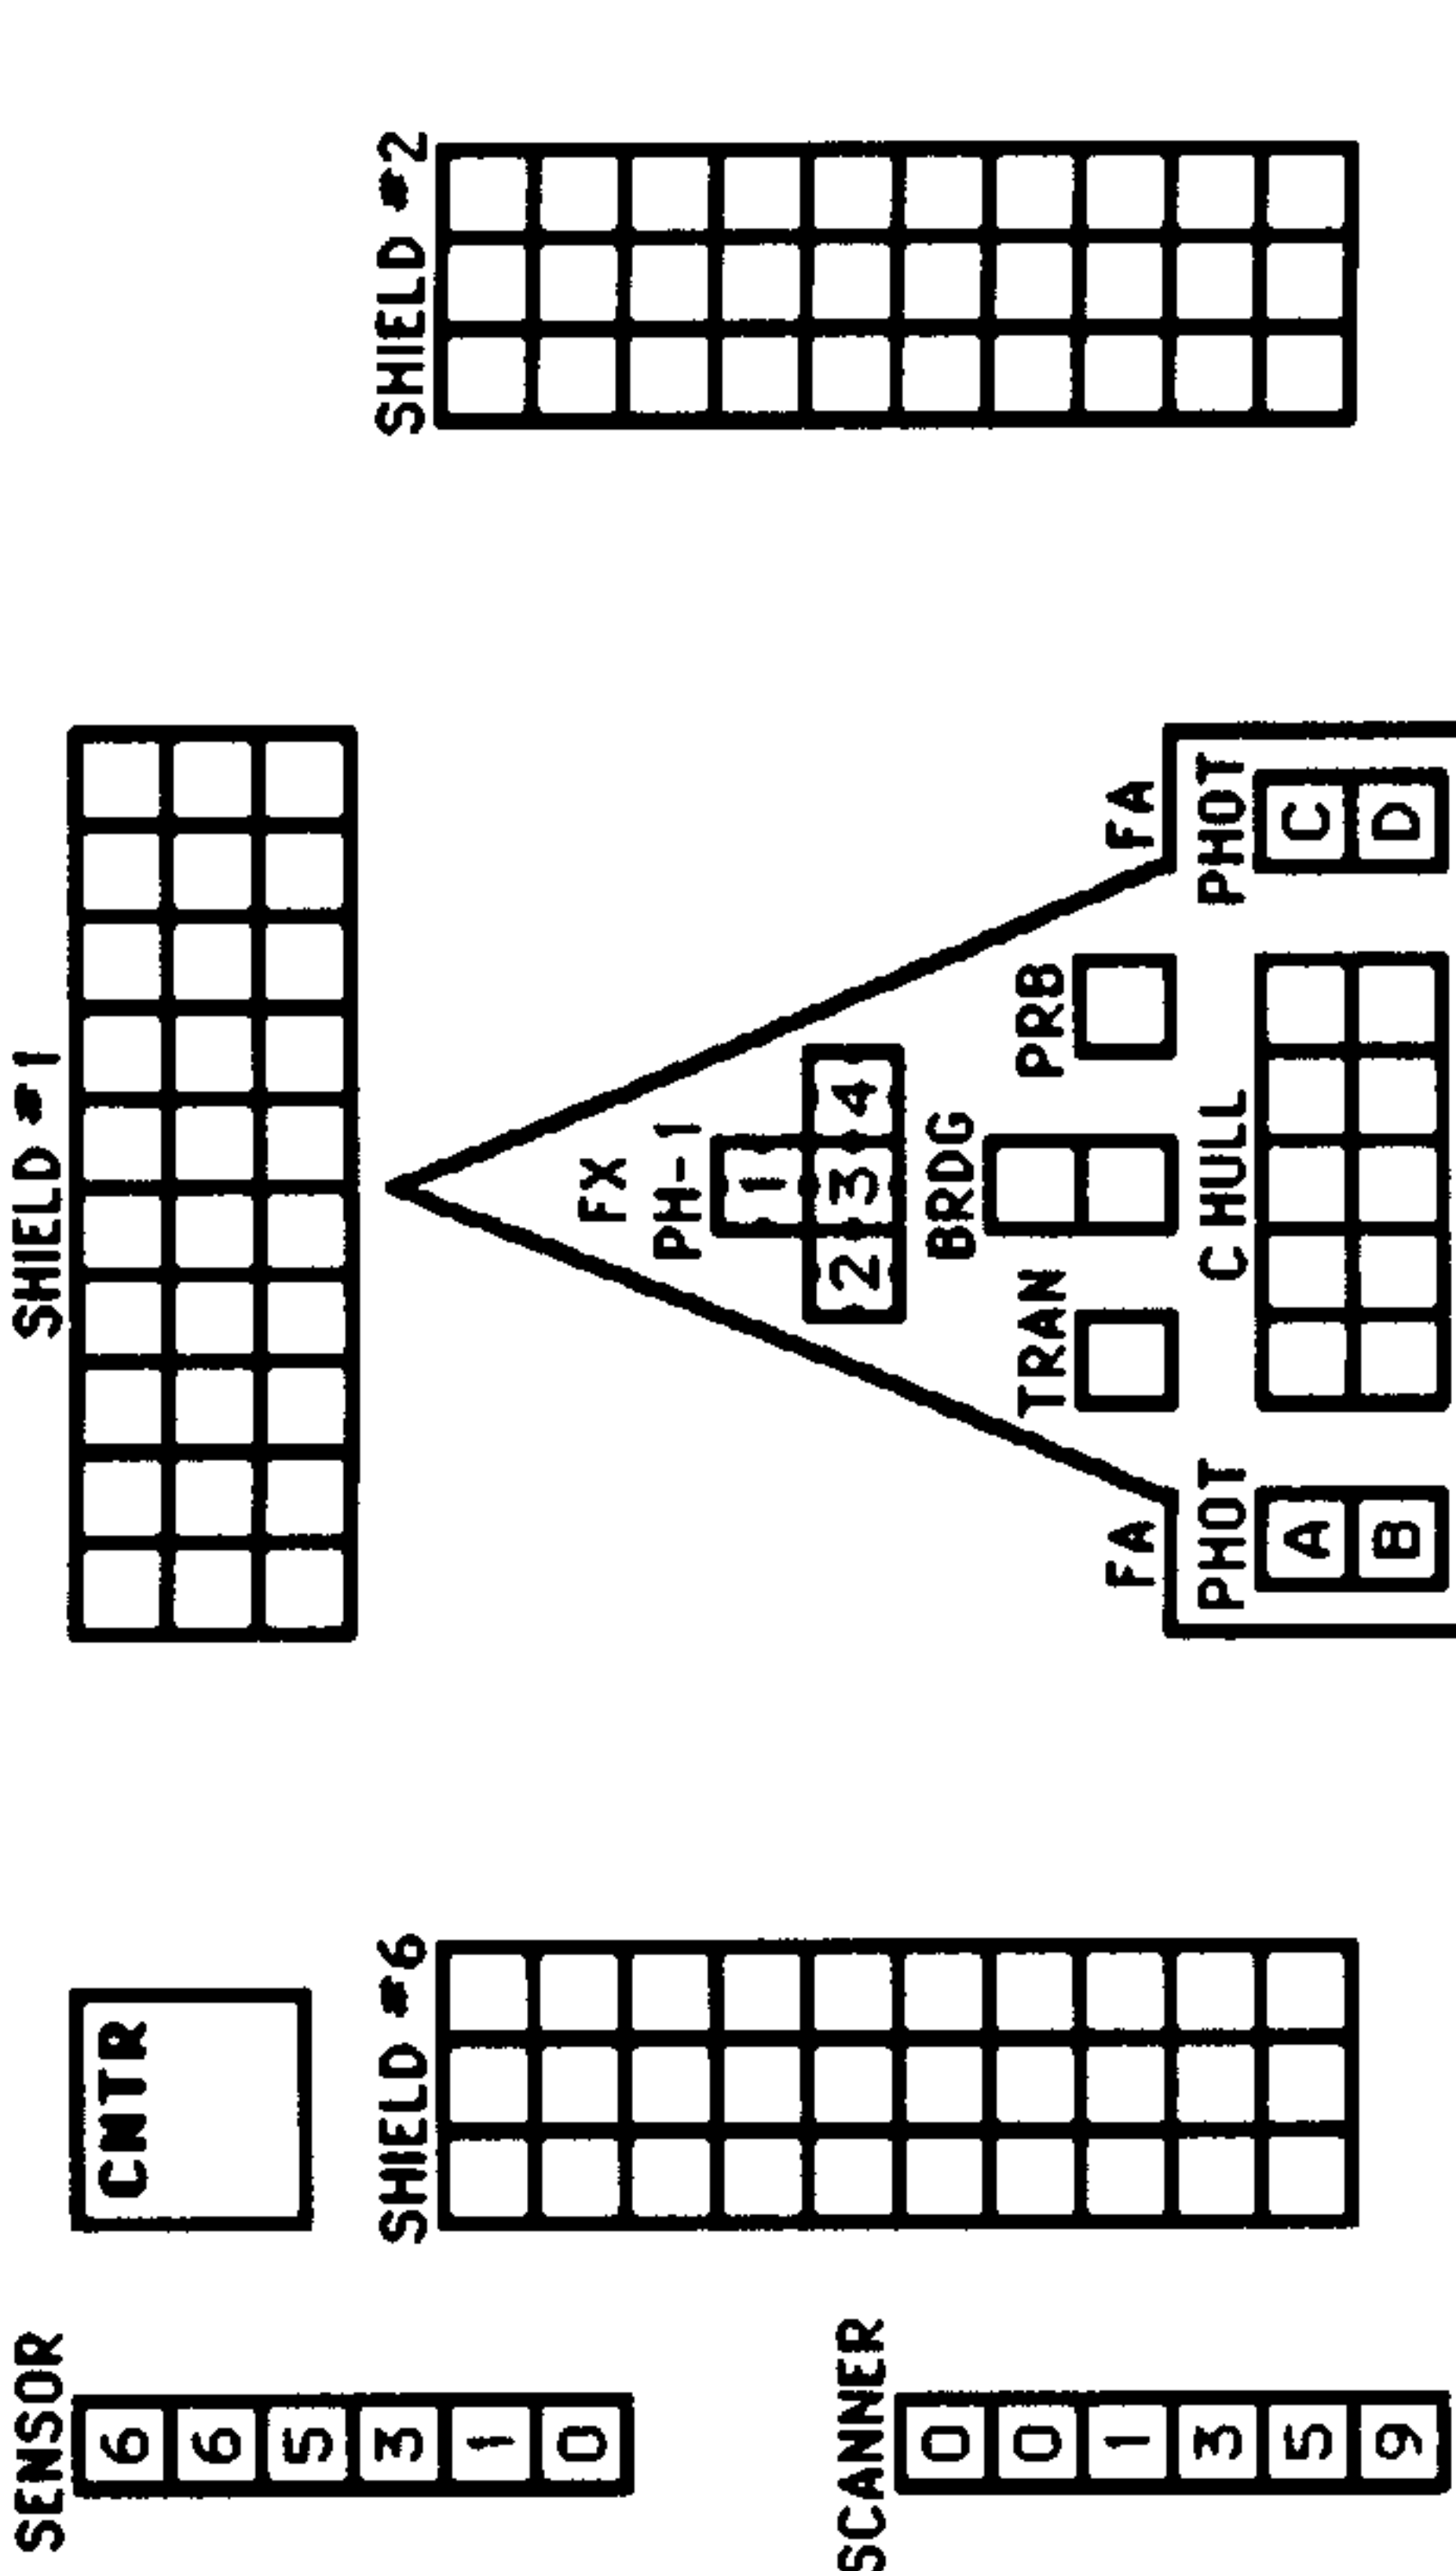 SENSOR
6
6
5
3
1
0
SCANNER
0
0
1
3
5
9
CNTR
SHIELD #6
SHIELD #1
FX
PH-1
1
2 3 4
BRDG
TRAN
PRB
FA
PHOT
A
B
C HULL
FA
PHOT
C
D
SHIELD #2